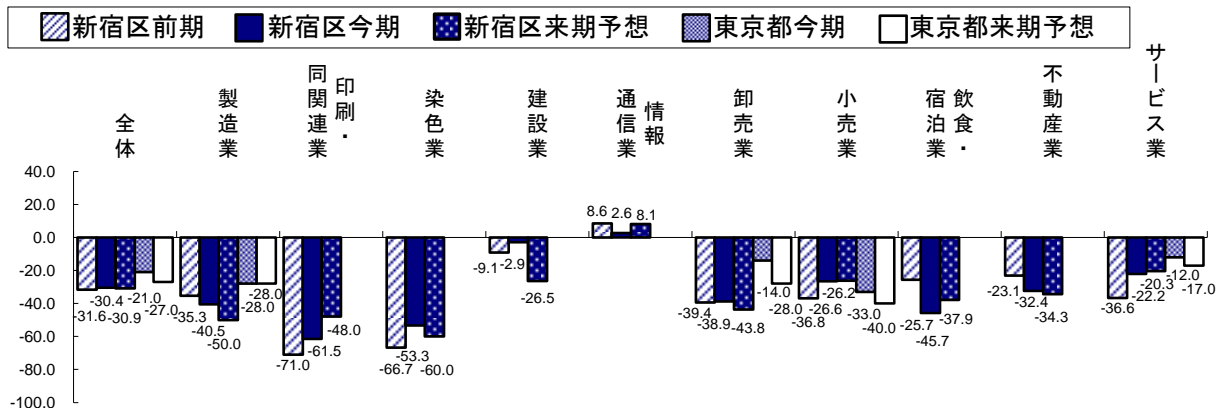 新宿区前期 新宿区今期 新宿区来期予想 東京都今期 東京都来期予想
全体
製造業
印刷・
同関連業
染色業
建設業
情報
通信業
卸売業
小売業
飲食・
宿泊業
不動産業
サービス業
40.0
20.0
0.0
-20.0
-40.0
-60.0
-80.0
-100.0
-31.6 -30.4 -30.9 -21.0 -27.0
-35.3 -40.5 -50.0 -28.0 -28.0
-71.0 -61.5 -48.0
-66.7 -53.3 -60.0
-9.1 -2.9 -26.5
8.6 2.6 8.1
-39.4 -38.9 -43.8 -14.0 -28.0
-36.8 -26.6 -26.2 -33.0 -40.0
-25.7 -45.7 -37.9
-23.1 -32.4 -34.3
-36.6 -22.2 -20.3 -12.0 -17.0